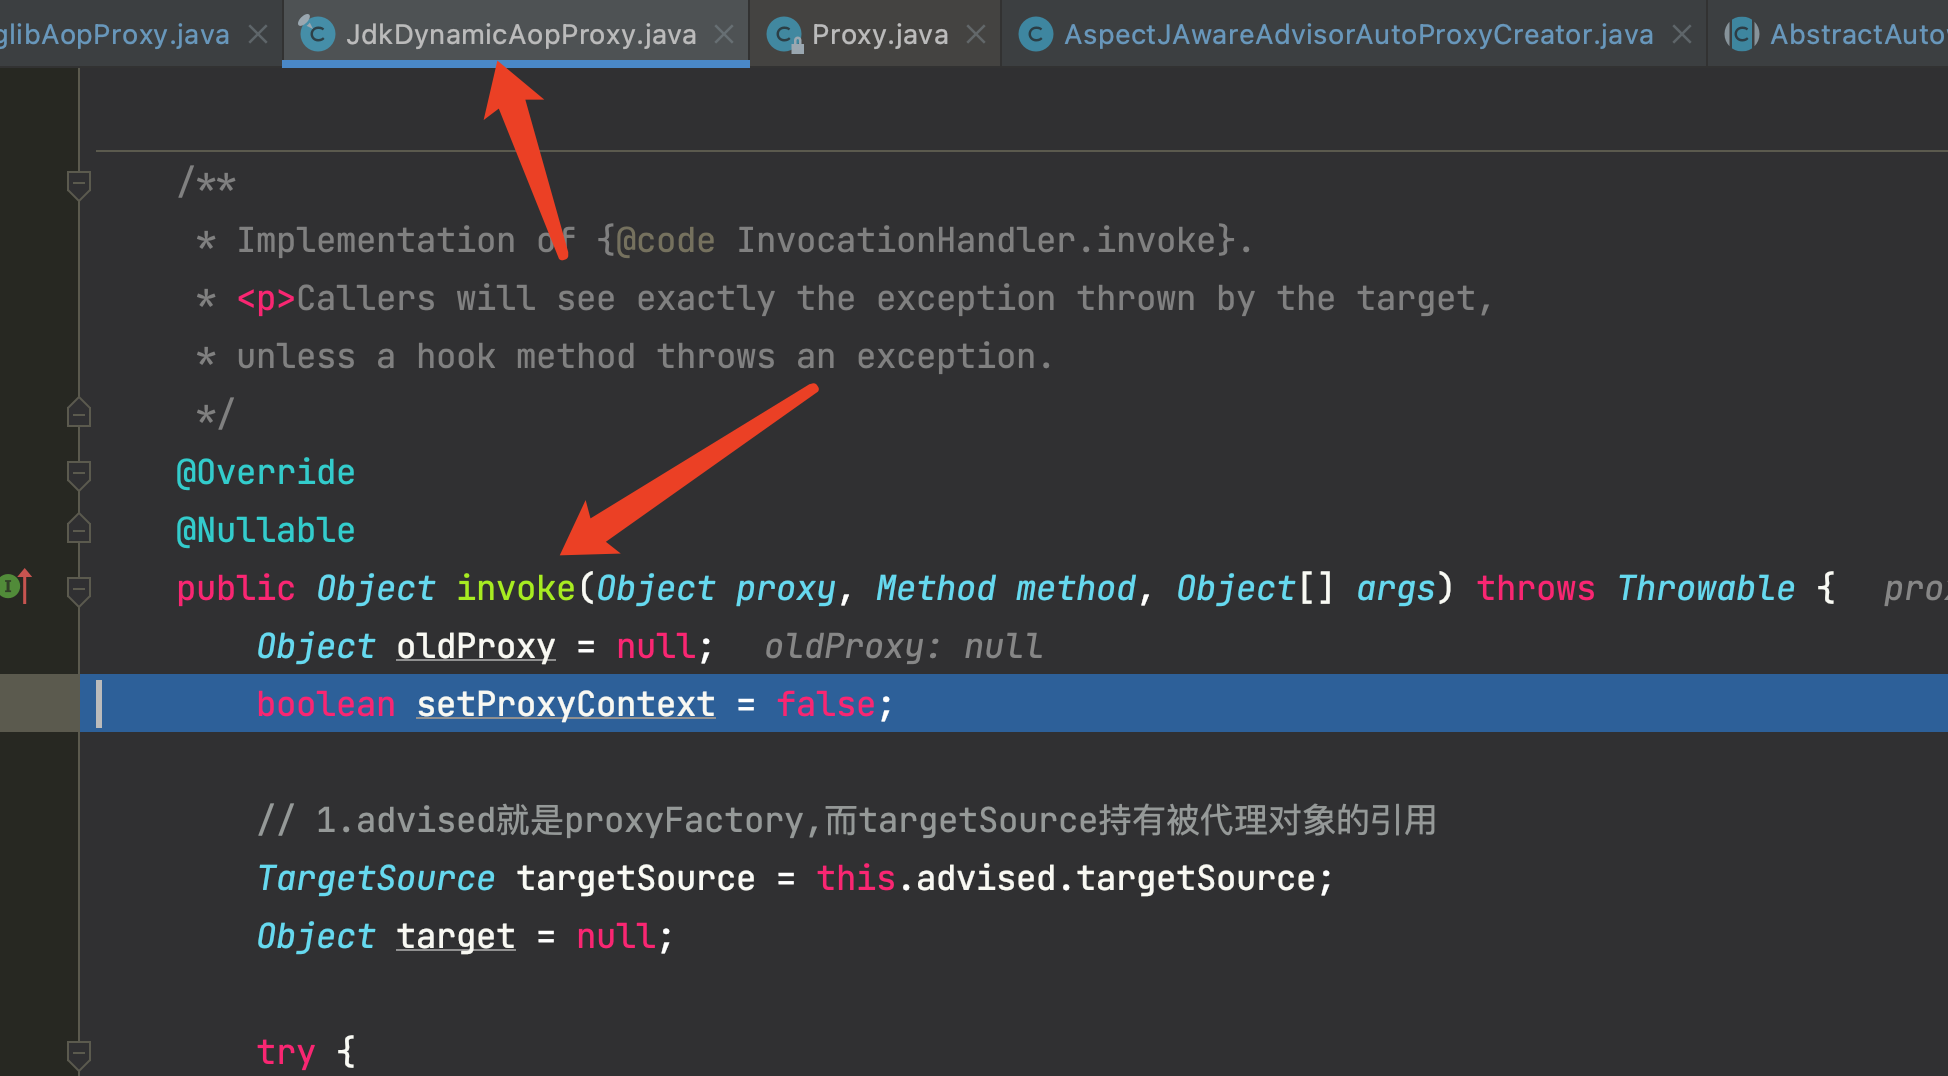 glibAopProxy.java JdkDynamicAopProxy.java Proxy.java AspectJAwareAdvisorAutoProxyCreator.java AbstractAuto
/**
* Implementation of {@code InvocationHandler.invoke}.
* <p>Callers will see exactly the exception thrown by the target,
* unless a hook method throws an exception.
*/
@Override
@Nullable
public Object invoke(Object proxy, Method method, Object[] args) throws Throwable { prox
Object oldProxy = null; oldProxy: null
boolean setProxyContext = false;
// 1.advised就是proxyFactory,而targetSource持有被代理对象的引用
TargetSource targetSource = this.advised.targetSource;
Object target = null;
try {